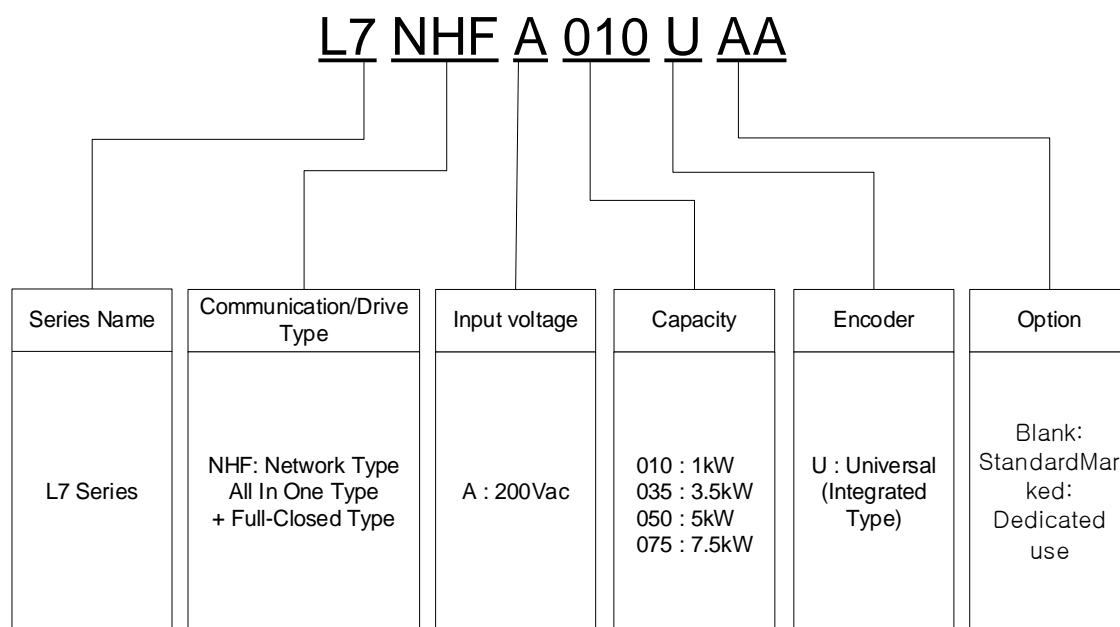 L7 NHF A 010 U AA
Series Name
L7 Series
Communication/Drive
Type
NHF: Network Type
All In One Type
+ Full-Closed Type
Input voltage
A : 200Vac
Capacity
010 : 1kW
035 : 3.5kW
050 : 5kW
075 : 7.5kW
Encoder
U : Universal
(Integrated
Type)
Option
Blank:
StandardMar
ked:
Dedicated
use